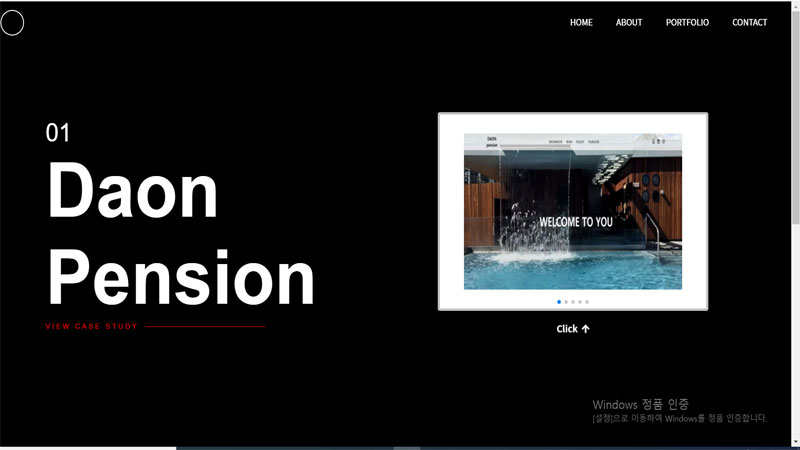 HOME ABOUT PORTFOLIO CONTACT
01
Daon
Pension
VIEW CASE STUDY
DAON
pension
WELCOME TO YOU
Click ↑
Windows 정품 인증
[설정]으로 이동하여 Windows를 정품 인증합니다.